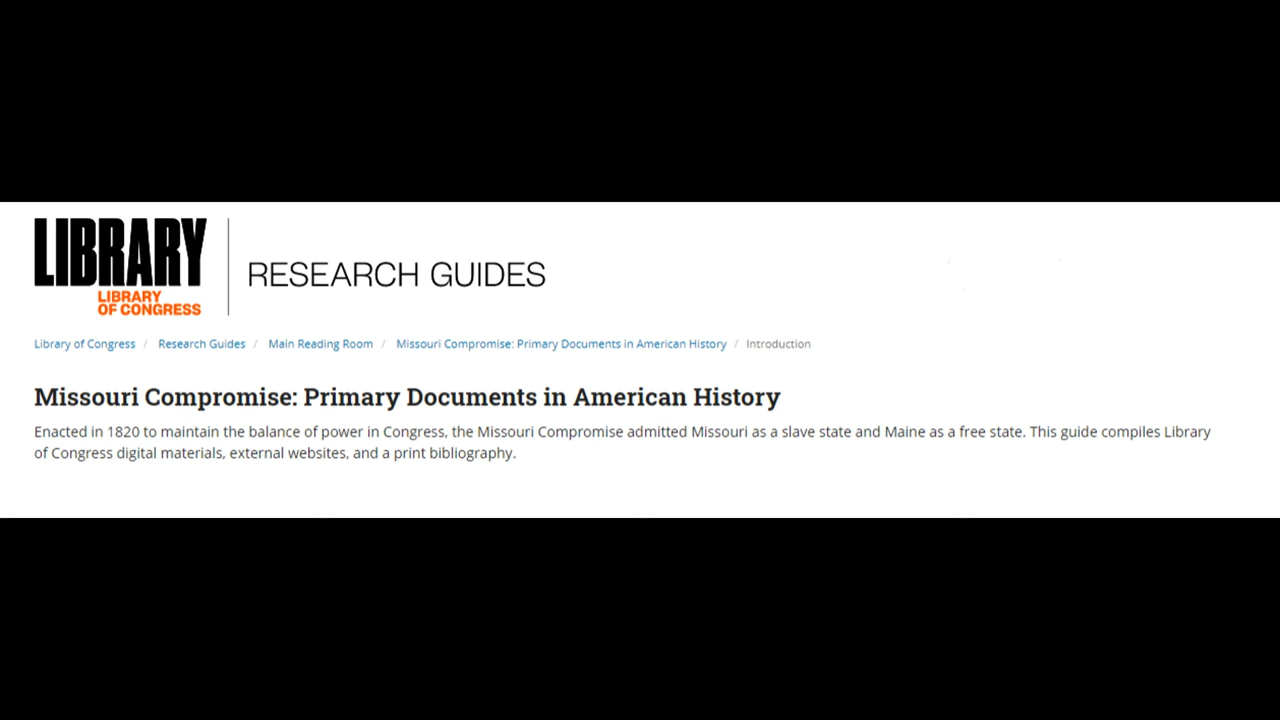 LIBRARY
LIBRARY
OF CONGRESS
RESEARCH GUIDES
Library of Congress / Research Guides / Main Reading Room / Missouri Compromise: Primary Documents in American History / Introduction
Missouri Compromise: Primary Documents in American History
Enacted in 1820 to maintain the balance of power in Congress, the Missouri Compromise admitted Missouri as a slave state and Maine as a free state. This guide compiles Library
of Congress digital materials, external websites, and a print bibliography.